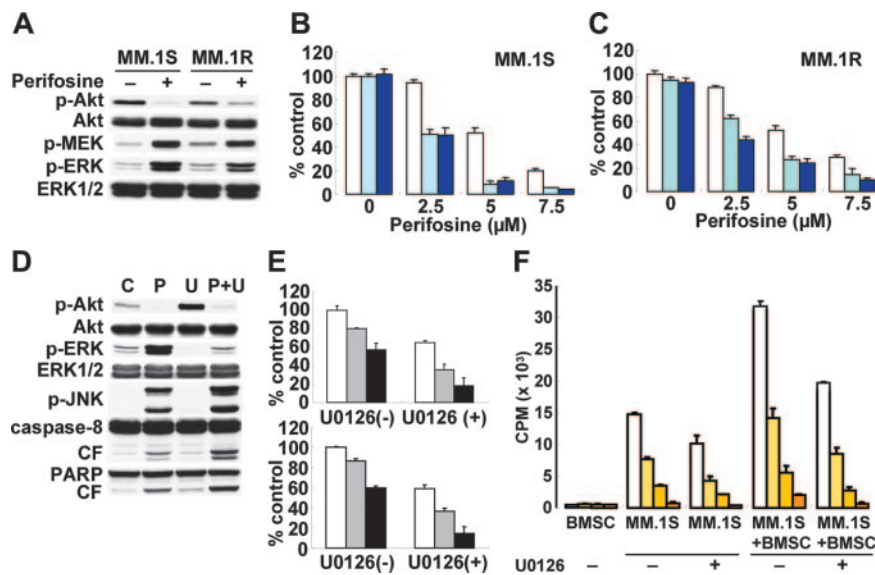 A
MM.1S MM.1R
Perifosine – + – +
p-Akt
Akt
p-MEK
p-ERK
ERK1/2
B
MM.1S
% control
120
100
80
60
40
20
0
0 2.5 5 7.5
Perifosine (µM)
C
MM.1R
% control
120
100
80
60
40
20
0
0 2.5 5 7.5
Perifosine (µM)
D
C P U P+U
p-Akt
Akt
p-ERK
ERK1/2
p-JNK
caspase-8
CF
PARP
CF
E
% control
120
100
80
60
40
20
0
U0126(-) U0126 (+)
% control
100
80
60
40
20
0
U0126(-) U0126(+)
F
CPM (x 10³)
35
30
25
20
15
10
5
0
BMSC MM.1S MM.1S MM.1S +BMSC MM.1S +BMSC
U0126 – – + – +